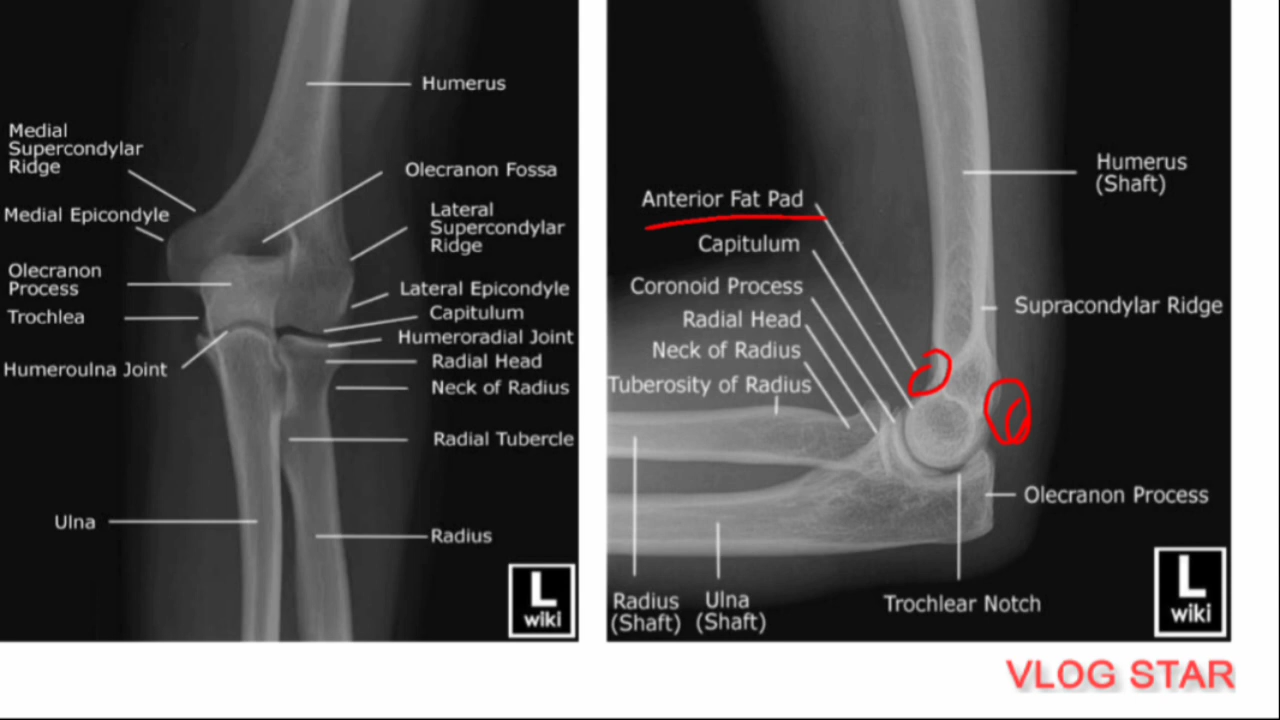 Humerus
Medial
Supercondylar
Ridge
Olecranon Fossa
Medial Epicondyle
Lateral
Supercondylar
Ridge
Olecranon
Process
Lateral Epicondyle
Trochlea
Capitulum
Humeroradial Joint
Humeroulna Joint
Radial Head
Neck of Radius
Radial Tubercle
Ulna
Radius
L
wiki
Humerus
(Shaft)
Anterior Fat Pad
Capitulum
Coronoid Process
Supracondylar Ridge
Radial Head
Neck of Radius
Tuberosity of Radius
Olecranon Process
Radius
(Shaft)
Ulna
(Shaft)
Trochlear Notch
L
wiki
VLOG STAR